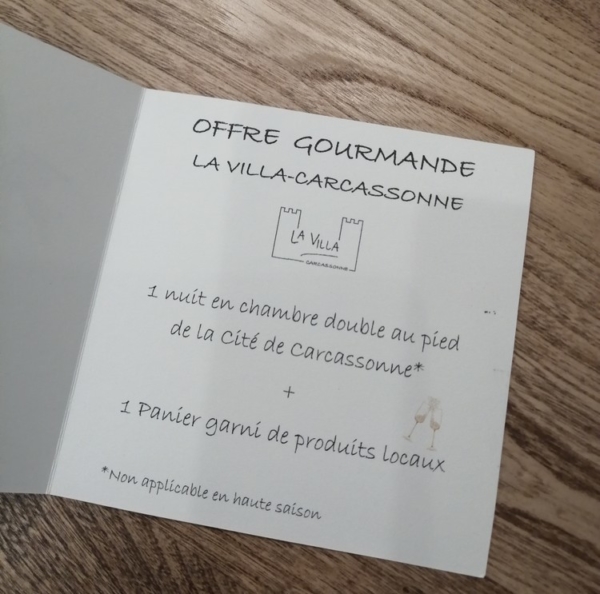 OFFRE GOURMANDE
LA VILLA-CARCASSONNE
LA VILLA
CARCASSONNE
1 nuit en chambre double au pied
de la Cité de Carcassonne*
+
1 Panier garni de produits locaux
*Non applicable en haute saison